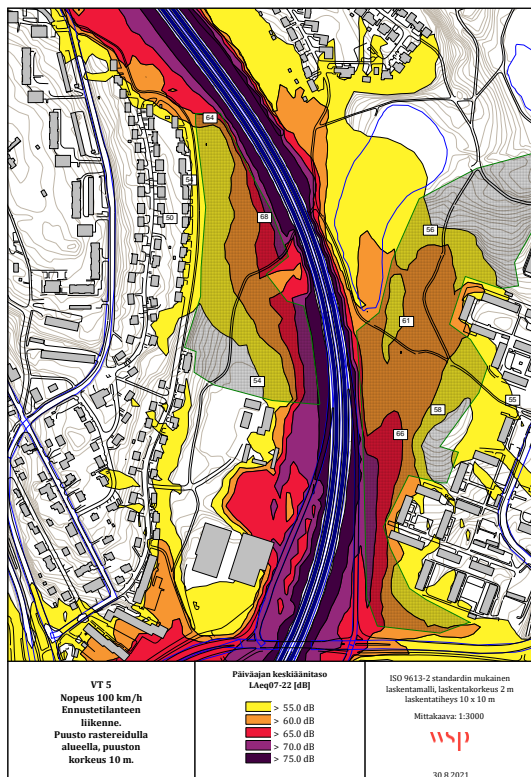 64
54
50
68
56
61
54
55
58
66
VT 5
Nopeus 100 km/h
Ennustetilanteen
liikenne.
Puusto rastereidulla
alueella, puuston
korkeus 10 m.
Päiväajan keskiäänitaso
LAeq07-22 [dB]
> 55.0 dB
> 60.0 dB
> 65.0 dB
> 70.0 dB
> 75.0 dB
ISO 9613-2 standardin mukainen
laskentamalli, laskentakorkeus 2 m
laskentatiheys 10 x 10 m
Mittakaava: 1:3000
wsp
30.8.2021